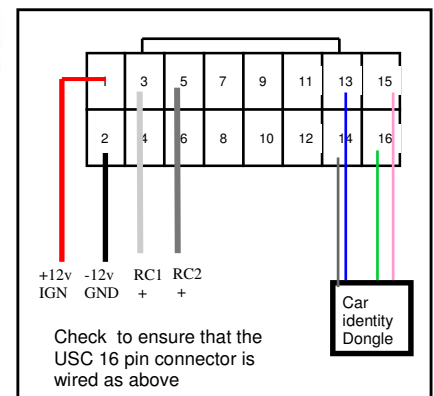 1 3 5 7 9 11 13 15
2 4 6 8 10 12 14 16
+12v -12v RC1 RC2
IGN GND + +
Car
identity
Dongle
Check to ensure that the
USC 16 pin connector is
wired as above